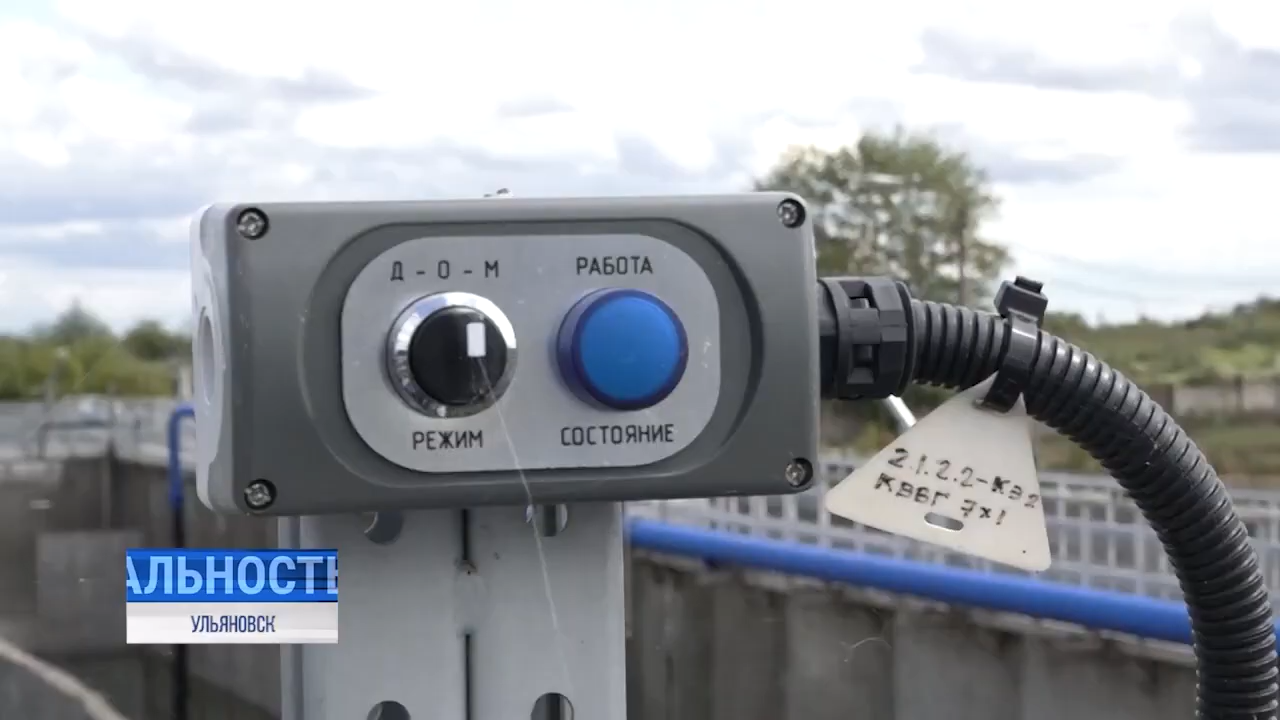 Д - О - М
РАБОТА
РЕЖИМ
СОСТОЯНИЕ
2.1.2.2-КЭ2
КВВГ 7×1
АЛЬНОСТЬ
УЛЬЯНОВСК